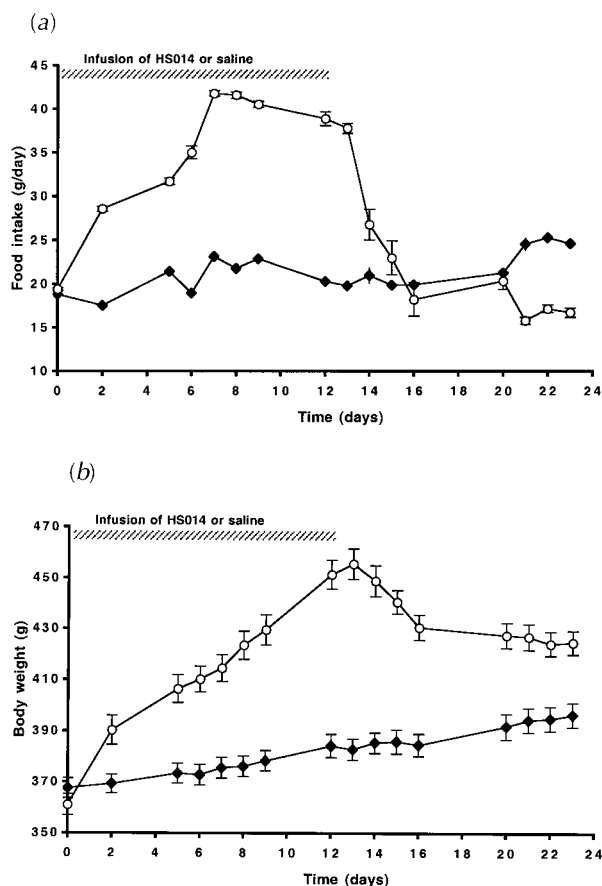 (a)
Infusion of HS014 or saline
45
40
35
30
25
20
15
10
Food intake (g/day)
0 2 4 6 8 10 12 14 16 18 20 22 24
Time (days)
(b)
Infusion of HS014 or saline
470
450
430
410
390
370
350
Body weight (g)
0 2 4 6 8 10 12 14 16 18 20 22 24
Time (days)